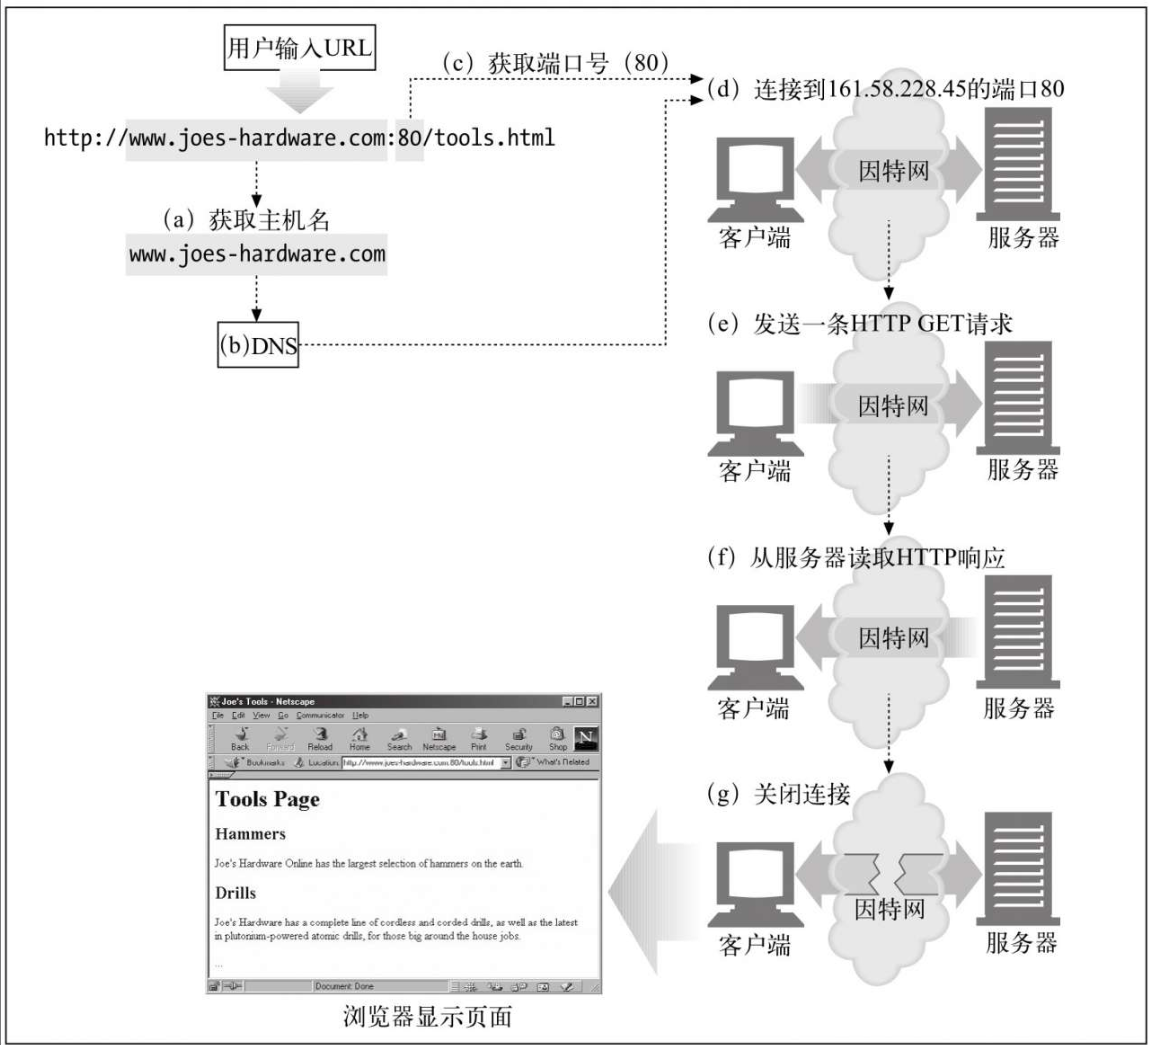 用户输入URL
(c) 获取端口号（80）
http://www.joes-hardware.com:80/tools.html
(a) 获取主机名
www.joes-hardware.com
(b)DNS
(d) 连接到161.58.228.45的端口80
因特网
客户端
服务器
(e) 发送一条HTTP GET请求
因特网
客户端
服务器
(f) 从服务器读取HTTP响应
因特网
客户端
服务器
(g) 关闭连接
因特网
客户端
服务器
Joe's Tools - Netscape
File Edit View Go Communicator Help
Back Forward Reload Home Search Netscape Print Security Shop N
Bookmarks Location: http://www.joes-hardware.com:80/tools.html What's Related
Tools Page
Hammers
Joe's Hardware Online has the largest selection of hammers on the earth.
Drills
Joe's Hardware has a complete line of cordless and corded drills, as well as the latest
in plutonium-powered atomic drills, for those big around the house jobs.
...
Document: Done
浏览器显示页面